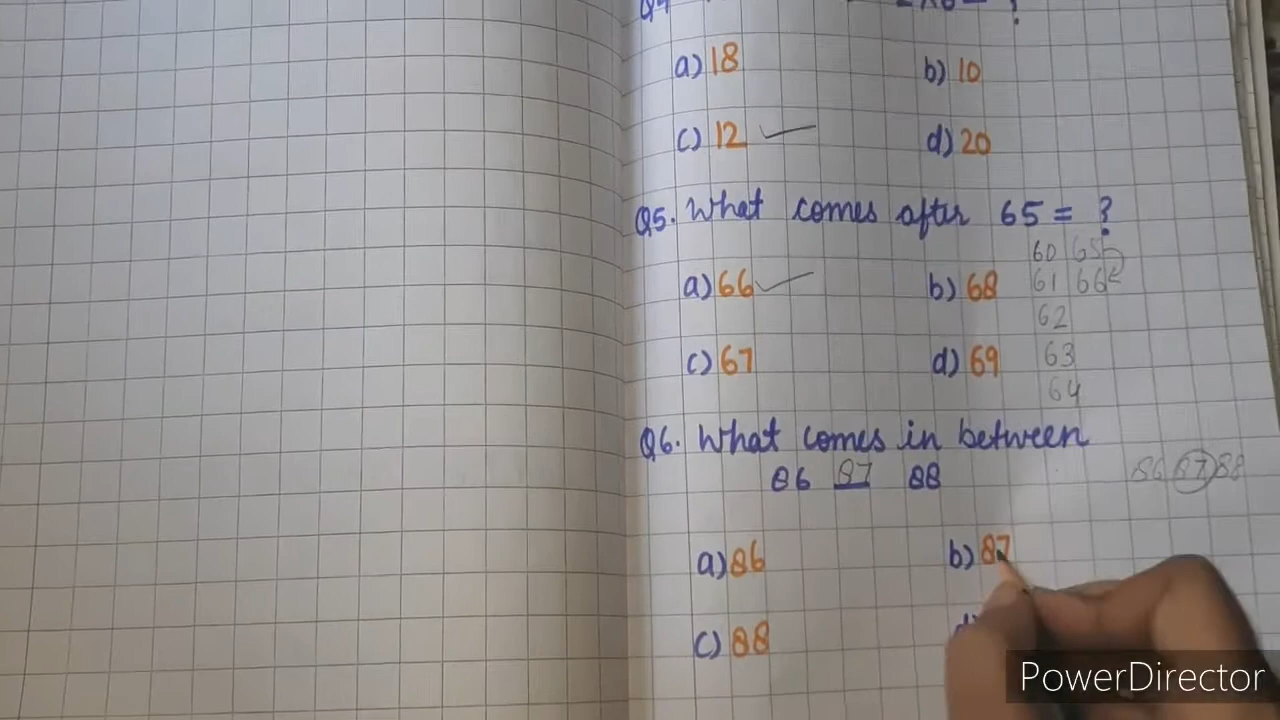 Q4
?
a) 18 b) 10
c) 12 d) 20
Q5. What comes after 65 = ?
60 65
a) 66 b) 68 61 66
62
c) 67 d) 69 63
64
Q6. What comes in between
86 87 88 86 87 88
a) 86 b) 87
c) 88 d)
PowerDirector